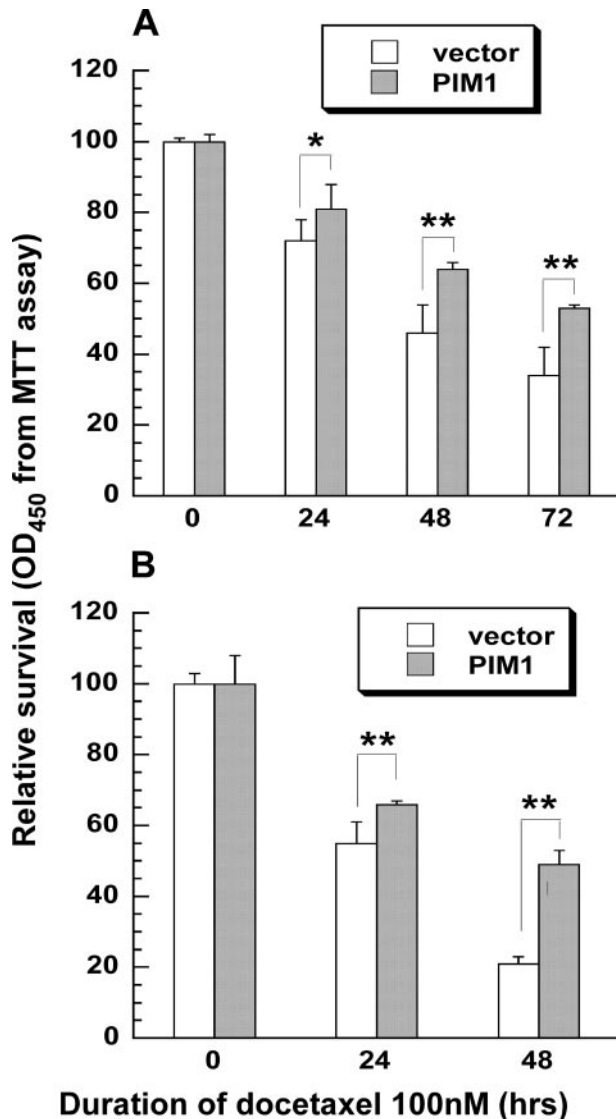 A
vector
PIM1
120
100
80
60
40
20
0
*
**
**
0 24 48 72
B
vector
PIM1
120
100
80
60
40
20
0
**
**
0 24 48
Relative survival (OD450 from MTT assay)
Duration of docetaxel 100nM (hrs)